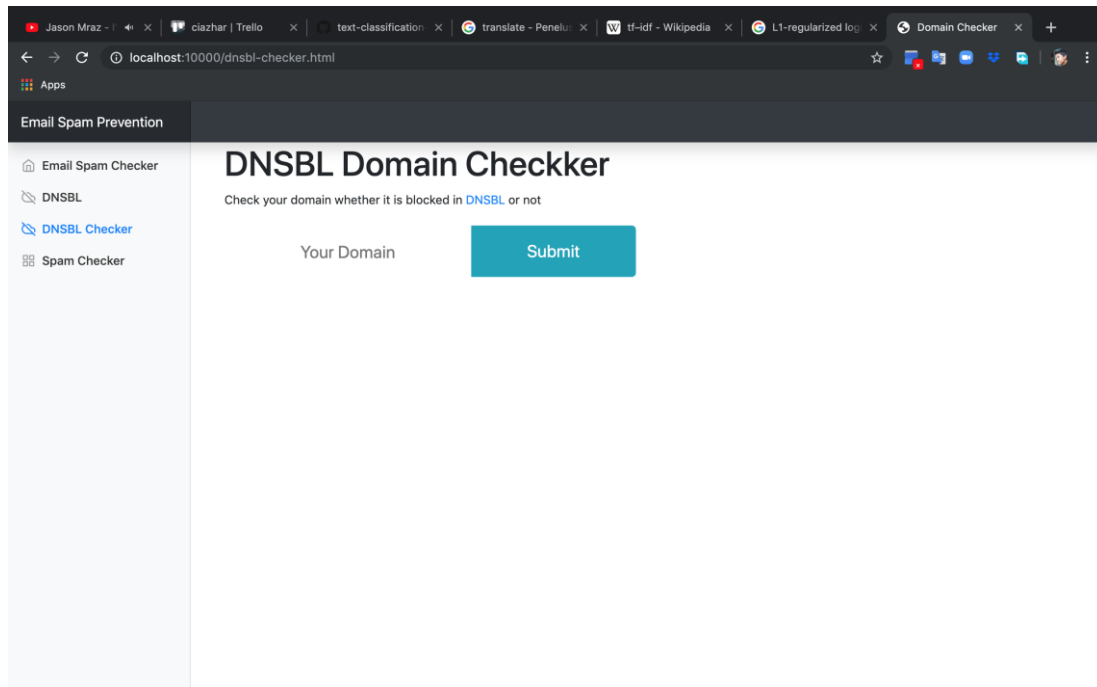 Jason Mraz - I'
ciazhar | Trello
text-classification-
translate - Penelus
tf–idf - Wikipedia
L1-regularized log
Domain Checker
localhost:10000/dnsbl-checker.html
Apps
Email Spam Prevention
Email Spam Checker
DNSBL
DNSBL Checker
Spam Checker
DNSBL Domain Checkker
Check your domain whether it is blocked in DNSBL or not
Your Domain
Submit